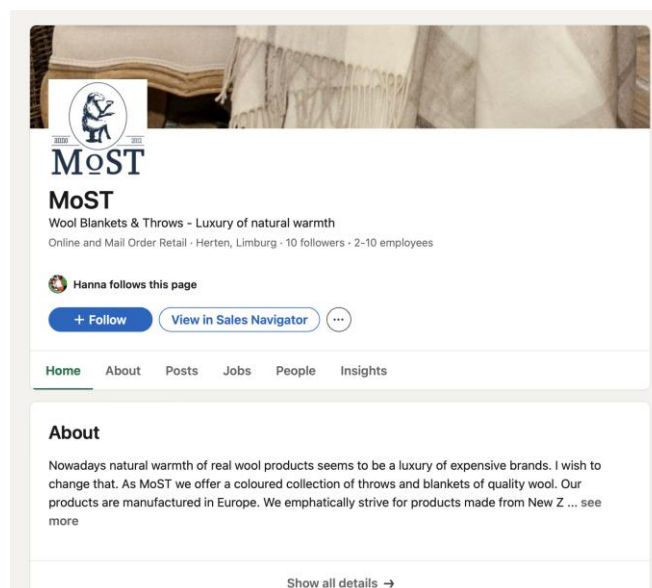 MoST
MoST
Wool Blankets & Throws - Luxury of natural warmth
Online and Mail Order Retail · Herten, Limburg · 10 followers · 2-10 employees
Hanna follows this page
+ Follow
View in Sales Navigator
Home About Posts Jobs People Insights
About
Nowadays natural warmth of real wool products seems to be a luxury of expensive brands. I wish to
change that. As MoST we offer a coloured collection of throws and blankets of quality wool. Our
products are manufactured in Europe. We emphatically strive for products made from New Z ... see
more
Show all details →